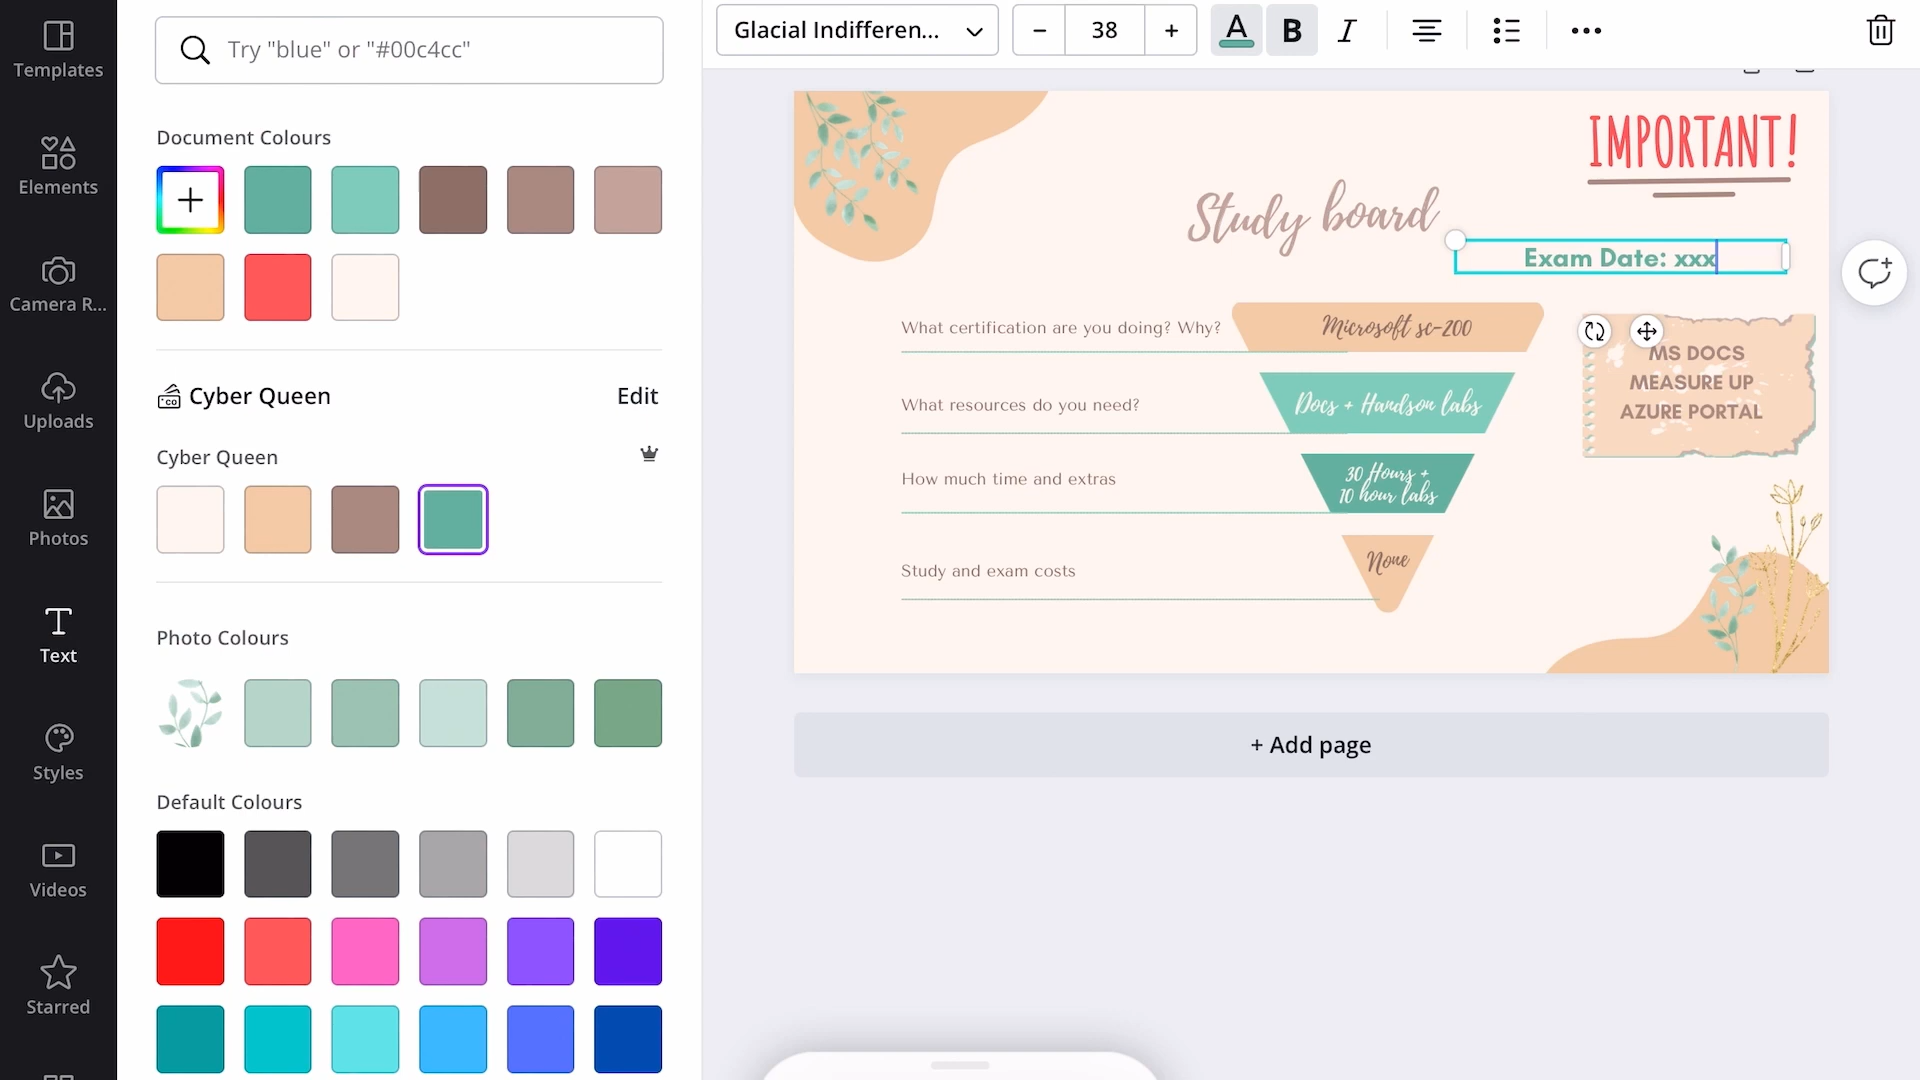 Templates
Elements
Camera R...
Uploads
Photos
Text
Styles
Videos
Starred
Try "blue" or "#00c4cc"
Document Colours
Cyber Queen
Edit
Cyber Queen
Photo Colours
Default Colours
Glacial Indifferen...
38
A
B
I
IMPORTANT!
Study board
Exam Date: xxx
What certification are you doing? Why?
Microsoft sc-200
MS DOCS
MEASURE UP
AZURE PORTAL
What resources do you need?
Docs + Handson labs
How much time and extras
30 Hours +
10 hour labs
Study and exam costs
None
+ Add page